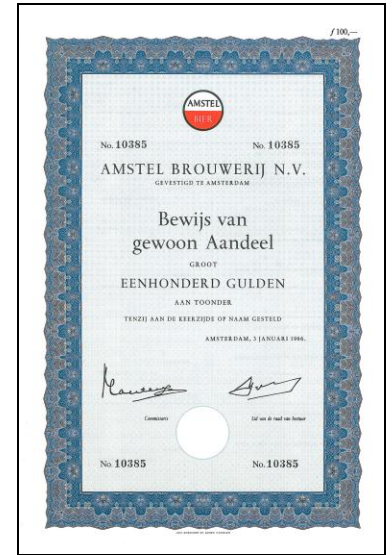 ƒ 100,—
AMSTEL
BIER
No. 10385 No. 10385
AMSTEL BROUWERIJ N.V.
GEVESTIGD TE AMSTERDAM
Bewijs van
gewoon Aandeel
GROOT
EENHONDERD GULDEN
AAN TOONDER
TENZIJ AAN DE KEERZIJDE OP NAAM GESTELD
AMSTERDAM, 3 JANUARI 1966.
Commissaris Lid van de raad van bestuur
No. 10385 No. 10385